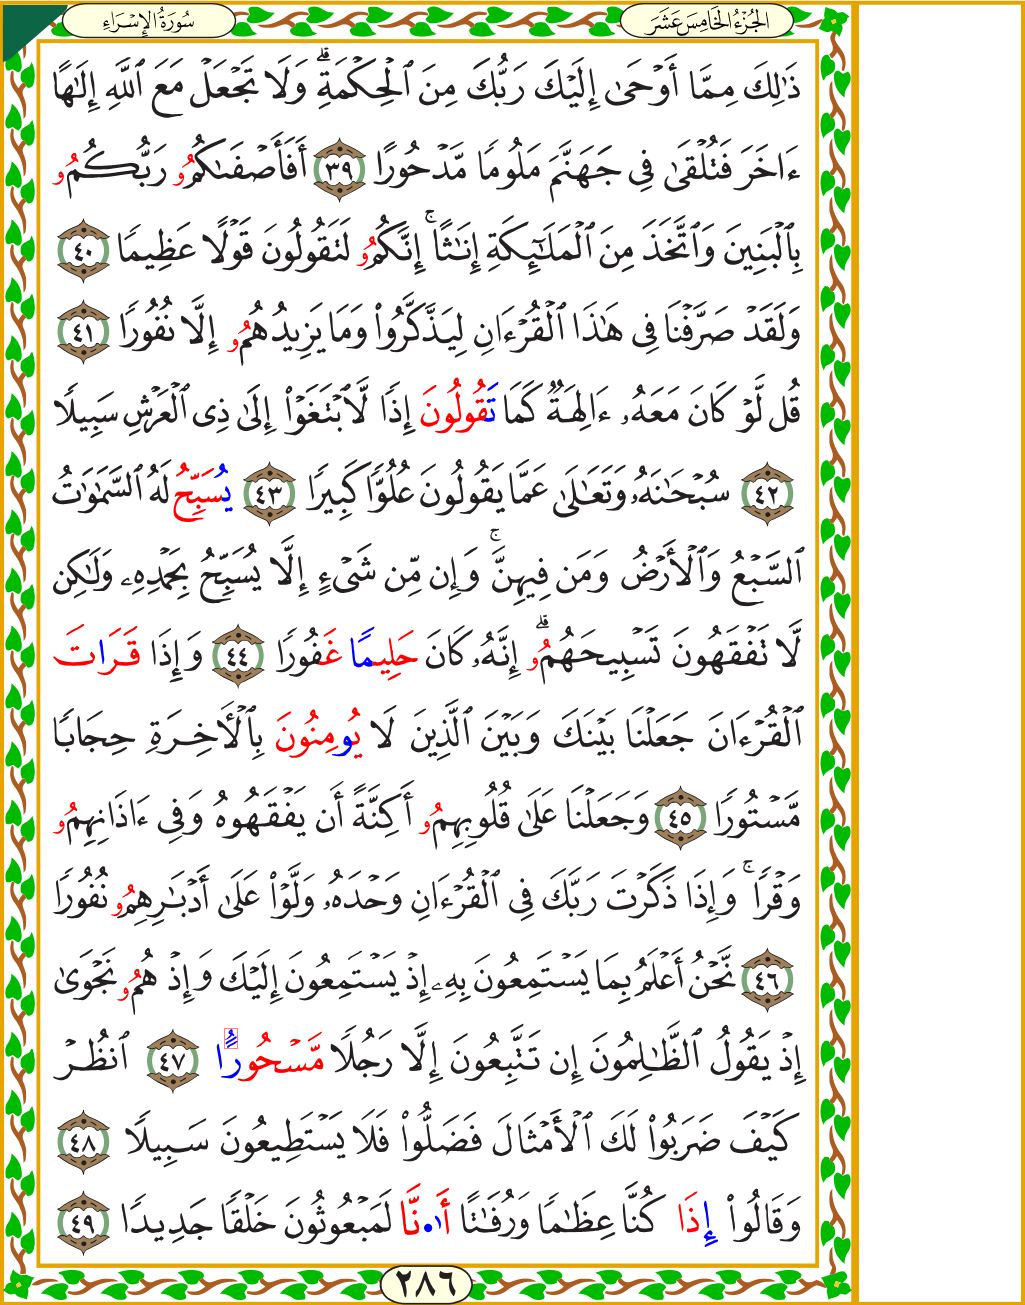 الجُزْءُ الخَامِسَ عَشَرَ
سُورَةُ الإِسْرَاءِ
ذَٰلِكَ مِمَّا أَوْحَىٰ إِلَيْكَ رَبُّكَ مِنَ ٱلْحِكْمَةِۗ وَلَا تَجْعَلْ مَعَ ٱللَّهِ إِلَٰهًا
ءَاخَرَ فَتُلْقَىٰ فِى جَهَنَّمَ مَلُومًا مَّدْحُورًا ٣٩ أَفَأَصْفَىٰكُمُۥ رَبُّكُمُۥ
بِٱلْبَنِينَ وَٱتَّخَذَ مِنَ ٱلْمَلَٰٓئِكَةِ إِنَٰثًاۚ إِنَّكُمُۥ لَتَقُولُونَ قَوْلًا عَظِيمًا ٤٠
وَلَقَدْ صَرَّفْنَا فِى هَٰذَا ٱلْقُرْءَانِ لِيَذَّكَّرُوا۟ وَمَا يَزِيدُهُمُۥ إِلَّا نُفُورًا ٤١
قُل لَّوْ كَانَ مَعَهُۥ ءَالِهَةٌ كَمَا تَقُولُونَ إِذًا لَّٱبْتَغَوْا۟ إِلَىٰ ذِى ٱلْعَرْشِ سَبِيلًا
٤٢ سُبْحَٰنَهُۥ وَتَعَٰلَىٰ عَمَّا يَقُولُونَ عُلُوًّا كَبِيرًا ٤٣ يُسَبِّحُ لَهُ ٱلسَّمَٰوَٰتُ
ٱلسَّبْعُ وَٱلْأَرْضُ وَمَن فِيهِنَّۚ وَإِن مِّن شَىْءٍ إِلَّا يُسَبِّحُ بِحَمْدِهِۦ وَلَٰكِن
لَّا تَفْقَهُونَ تَسْبِيحَهُمُۥۗ إِنَّهُۥ كَانَ حَلِيمًا غَفُورًا ٤٤ وَإِذَا قَرَاتَ
ٱلْقُرْءَانَ جَعَلْنَا بَيْنَكَ وَبَيْنَ ٱلَّذِينَ لَا يُومِنُونَ بِٱلْأَخِرَةِ حِجَابًا
مَّسْتُورًا ٤٥ وَجَعَلْنَا عَلَىٰ قُلُوبِهِمُۥ أَكِنَّةً أَن يَفْقَهُوهُ وَفِى ءَاذَانِهِمُۥ
وَقْرًاۚ وَإِذَا ذَكَرْتَ رَبَّكَ فِى ٱلْقُرْءَانِ وَحْدَهُۥ وَلَّوْا۟ عَلَىٰ أَدْبَٰرِهِمُۥ نُفُورًا
٤٦ نَّحْنُ أَعْلَمُ بِمَا يَسْتَمِعُونَ بِهِۦ إِذْ يَسْتَمِعُونَ إِلَيْكَ وَإِذْ هُمُۥ نَجْوَىٰ
إِذْ يَقُولُ ٱلظَّٰلِمُونَ إِن تَتَّبِعُونَ إِلَّا رَجُلًا مَّسْحُورًا ٤٧ ٱنظُرْ
كَيْفَ ضَرَبُوا۟ لَكَ ٱلْأَمْثَالَ فَضَلُّوا۟ فَلَا يَسْتَطِيعُونَ سَبِيلًا ٤٨
وَقَالُوا۟ إِذَا كُنَّا عِظَٰمًا وَرُفَٰتًا أَا۬نَّا لَمَبْعُوثُونَ خَلْقًا جَدِيدًا ٤٩
٢٨٦